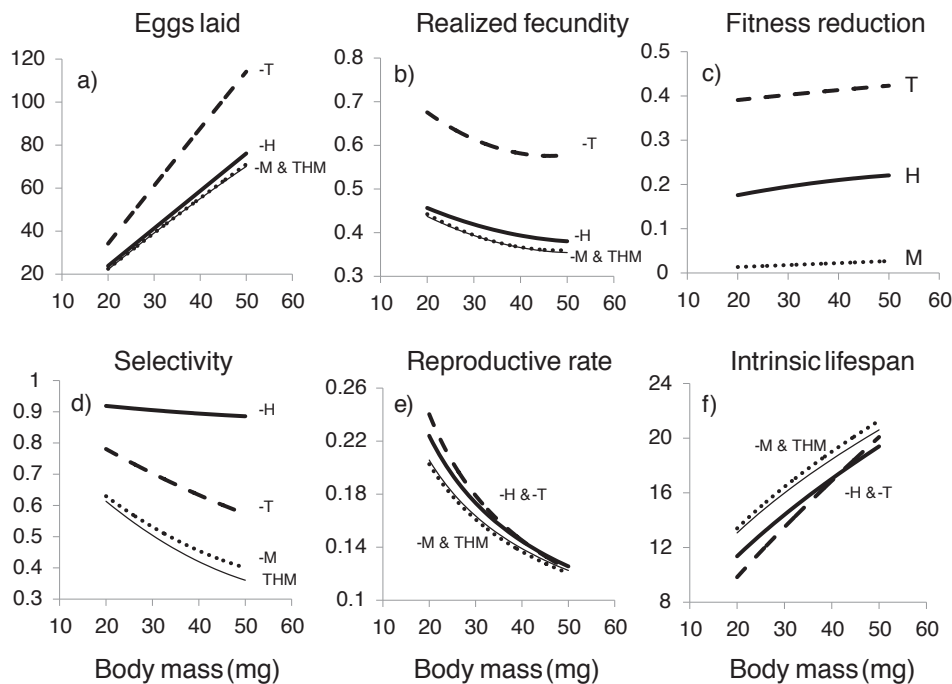 Eggs laid
120
100
80
60
40
20
10 20 30 40 50 60
a)
-T
-H
-M & THM
Realized fecundity
0.8
0.7
0.6
0.5
0.4
0.3
10 20 30 40 50 60
b)
-T
-H
-M & THM
Fitness reduction
0.5
0.4
0.3
0.2
0.1
0
10 20 30 40 50 60
c)
T
H
M
Selectivity
1
0.9
0.8
0.7
0.6
0.5
0.4
0.3
10 20 30 40 50 60
d)
-H
-T
-M
THM
Body mass (mg)
Reproductive rate
0.26
0.22
0.18
0.14
0.1
10 20 30 40 50 60
e)
-H & -T
-M & THM
Body mass (mg)
Intrinsic lifespan
24
20
16
12
8
10 20 30 40 50 60
f)
-M & THM
-H & -T
Body mass (mg)